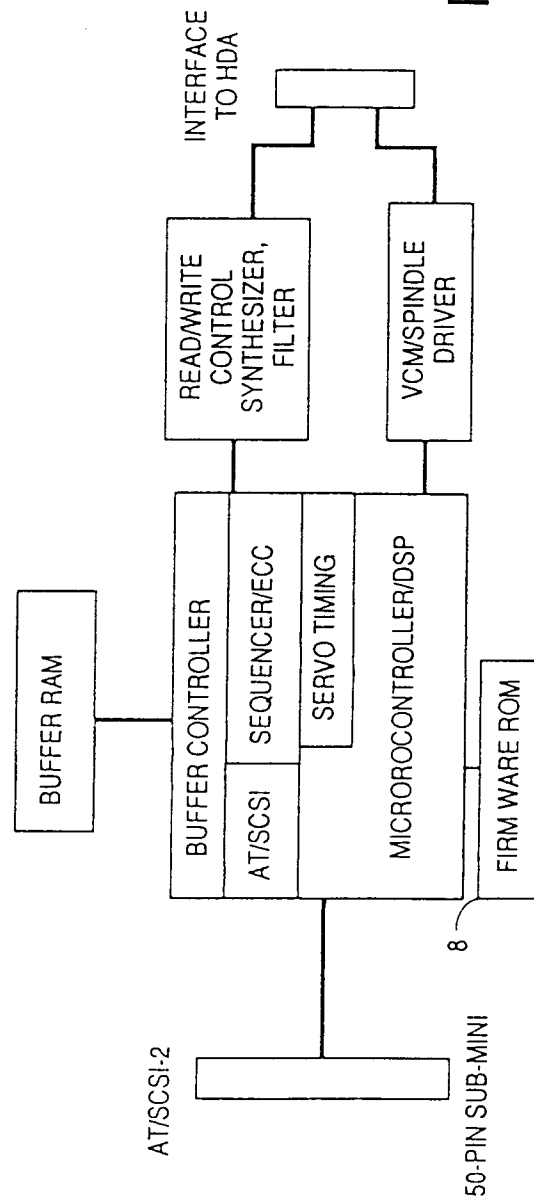 INTERFACE
TO HDA
READ/WRITE
CONTROL
SYNTHESIZER,
FILTER
VCM/SPINDLE
DRIVER
BUFFER RAM
BUFFER CONTROLLER
AT/SCSI
SEQUENCER/ECC
SERVO TIMING
MICROROCONTROLLER/DSP
8
FIRM WARE ROM
AT/SCSI-2
50-PIN SUB-MINI